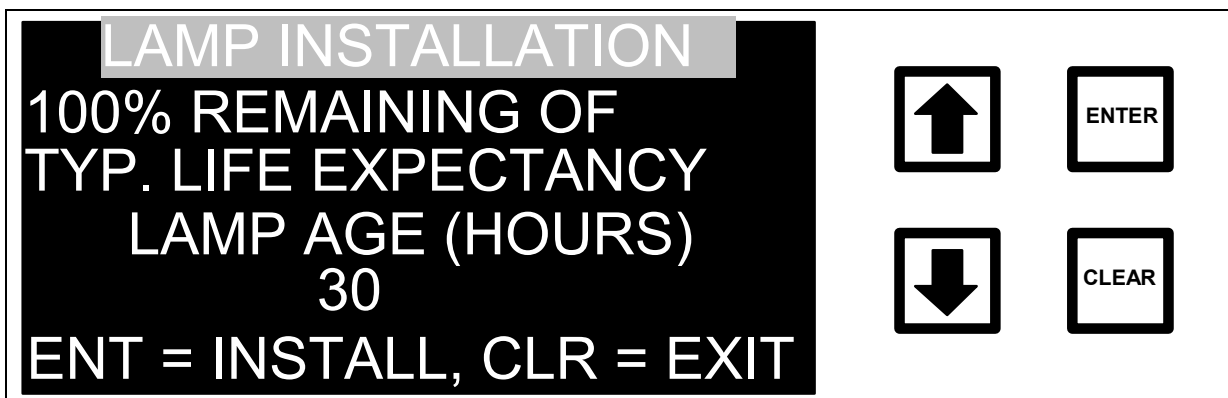 LAMP INSTALLATION
100% REMAINING OF
TYP. LIFE EXPECTANCY
LAMP AGE (HOURS)
30
ENT = INSTALL, CLR = EXIT
ENTER
CLEAR